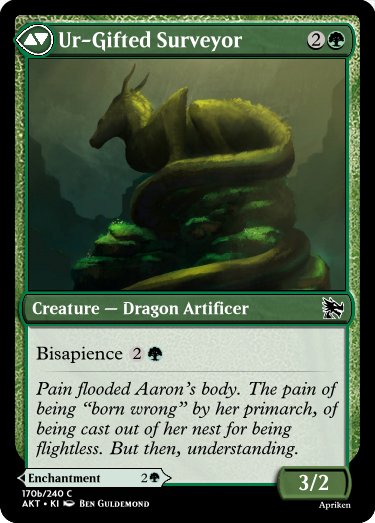 Ur-Gifted Surveyor 2
Creature — Dragon Artificer
Bisapience 2
Pain flooded Aaron's body. The pain of
being “born wrong” by her primarch, of
being cast out of her nest for being
flightless. But then, understanding.
Enchantment 2
3/2
170b/240 C
AKT • KI Ben Guldemond
Apriken